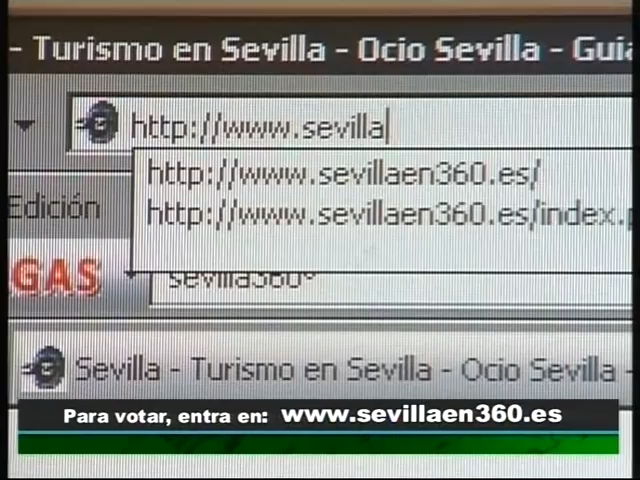 - Turismo en Sevilla - Ocio Sevilla - Guia
http://www.sevilla
http://www.sevillaen360.es/
http://www.sevillaen360.es/index.p
Edición
GAS
sevilla360º
Sevilla - Turismo en Sevilla - Ocio Sevilla -
Para votar, entra en: www.sevillaen360.es